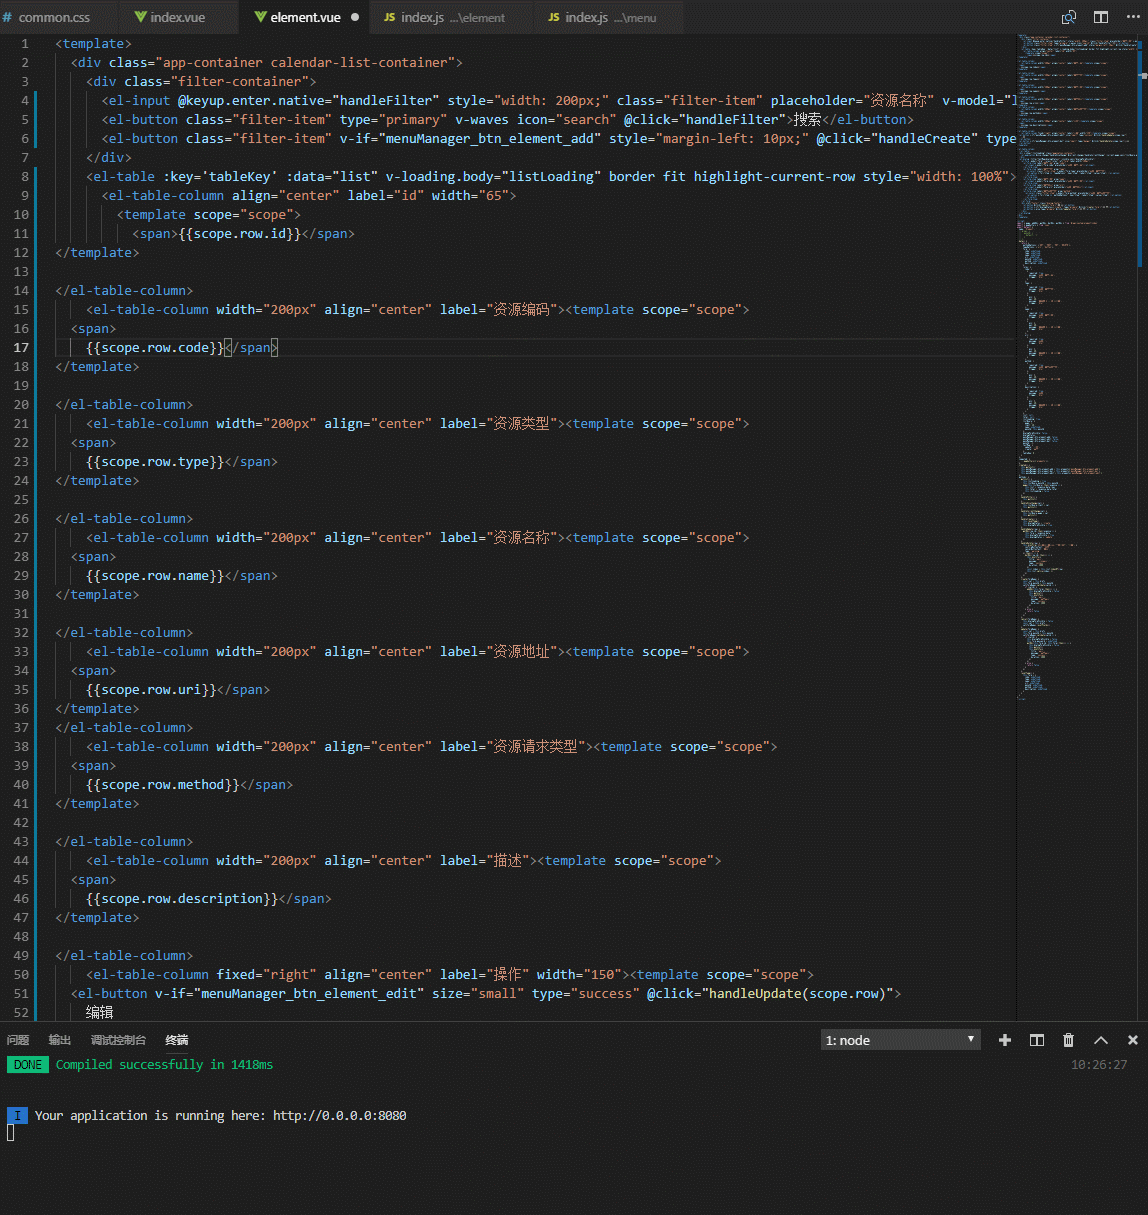 # common.css index.vue element.vue ● JS index.js ...\element JS index.js ...\menu
1 <template>
2 <div class="app-container calendar-list-container">
3 <div class="filter-container">
4 <el-input @keyup.enter.native="handleFilter" style="width: 200px;" class="filter-item" placeholder="资源名称" v-model="l
5 <el-button class="filter-item" type="primary" v-waves icon="search" @click="handleFilter">搜索</el-button>
6 <el-button class="filter-item" v-if="menuManager_btn_element_add" style="margin-left: 10px;" @click="handleCreate" type
7 </div>
8 <el-table :key='tableKey' :data="list" v-loading.body="listLoading" border fit highlight-current-row style="width: 100%">
9 <el-table-column align="center" label="id" width="65">
10 <template scope="scope">
11 <span>{{scope.row.id}}</span>
12 </template>
13
14 </el-table-column>
15 <el-table-column width="200px" align="center" label="资源编码"><template scope="scope">
16 <span>
17 {{scope.row.code}}</span>
18 </template>
19
20 </el-table-column>
21 <el-table-column width="200px" align="center" label="资源类型"><template scope="scope">
22 <span>
23 {{scope.row.type}}</span>
24 </template>
25
26 </el-table-column>
27 <el-table-column width="200px" align="center" label="资源名称"><template scope="scope">
28 <span>
29 {{scope.row.name}}</span>
30 </template>
31
32 </el-table-column>
33 <el-table-column width="200px" align="center" label="资源地址"><template scope="scope">
34 <span>
35 {{scope.row.uri}}</span>
36 </template>
37 </el-table-column>
38 <el-table-column width="200px" align="center" label="资源请求类型"><template scope="scope">
39 <span>
40 {{scope.row.method}}</span>
41 </template>
42
43 </el-table-column>
44 <el-table-column width="200px" align="center" label="描述"><template scope="scope">
45 <span>
46 {{scope.row.description}}</span>
47 </template>
48
49 </el-table-column>
50 <el-table-column fixed="right" align="center" label="操作" width="150"><template scope="scope">
51 <el-button v-if="menuManager_btn_element_edit" size="small" type="success" @click="handleUpdate(scope.row)">
52 编辑
问题 输出 调试控制台 终端 1: node
DONE Compiled successfully in 1418ms 10:26:27
I Your application is running here: http://0.0.0.0:8080